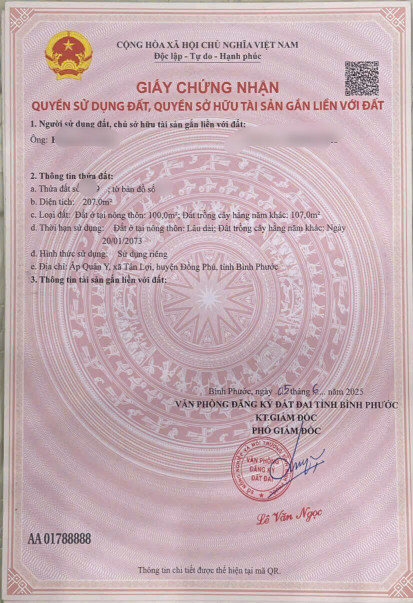 CỘNG HÒA XÃ HỘI CHỦ NGHĨA VIỆT NAM
Độc lập - Tự do - Hạnh phúc
GIẤY CHỨNG NHẬN
QUYỀN SỬ DỤNG ĐẤT, QUYỀN SỞ HỮU TÀI SẢN GẮN LIỀN VỚI ĐẤT
1. Người sử dụng đất, chủ sở hữu tài sản gắn liền với đất:
Ông:
2. Thông tin thửa đất:
a. Thửa đất số ; tờ bản đồ số
b. Diện tích: 207,0m²
c. Loại đất: Đất ở tại nông thôn: 100,0m²; Đất trồng cây hàng năm khác: 107,0m²
d. Thời hạn sử dụng: Đất ở tại nông thôn: Lâu dài; Đất trồng cây hàng năm khác: Ngày
20/01/2073
đ. Hình thức sử dụng: Sử dụng riêng
e. Địa chỉ: Ấp Quân Y, xã Tân Lợi, huyện Đồng Phú, tỉnh Bình Phước
3. Thông tin tài sản gắn liền với đất:
Bình Phước, ngày 05 tháng 6 năm 2025
VĂN PHÒNG ĐĂNG KÝ ĐẤT ĐAI TỈNH BÌNH PHƯỚC
KT.GIÁM ĐỐC
PHÓ GIÁM ĐỐC
VĂN PHÒNG
ĐĂNG KÝ
ĐẤT ĐAI
Lê Văn Ngọc
AA 01788888
Thông tin chi tiết được thể hiện tại mã QR.